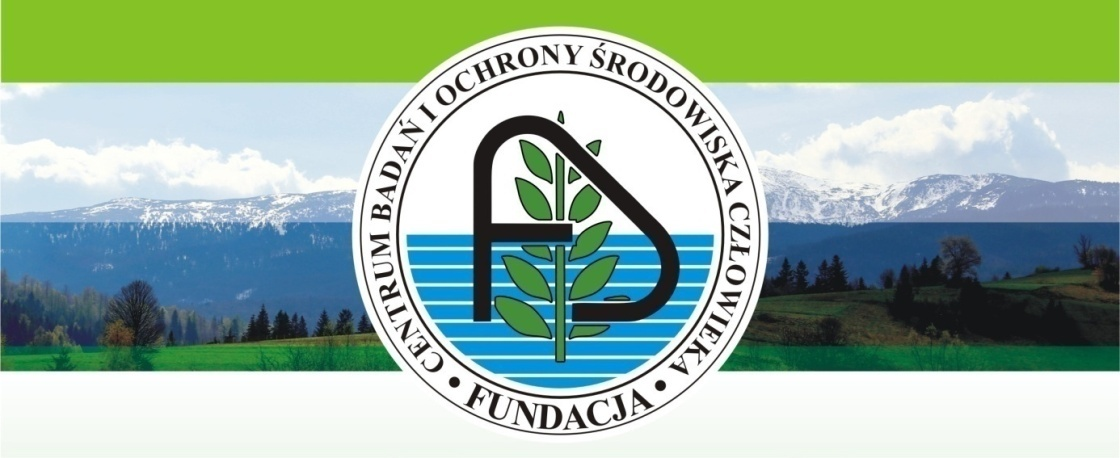 CENTRUM BADAŃ I OCHRONY ŚRODOWISKA CZŁOWIEKA
• FUNDACJA •